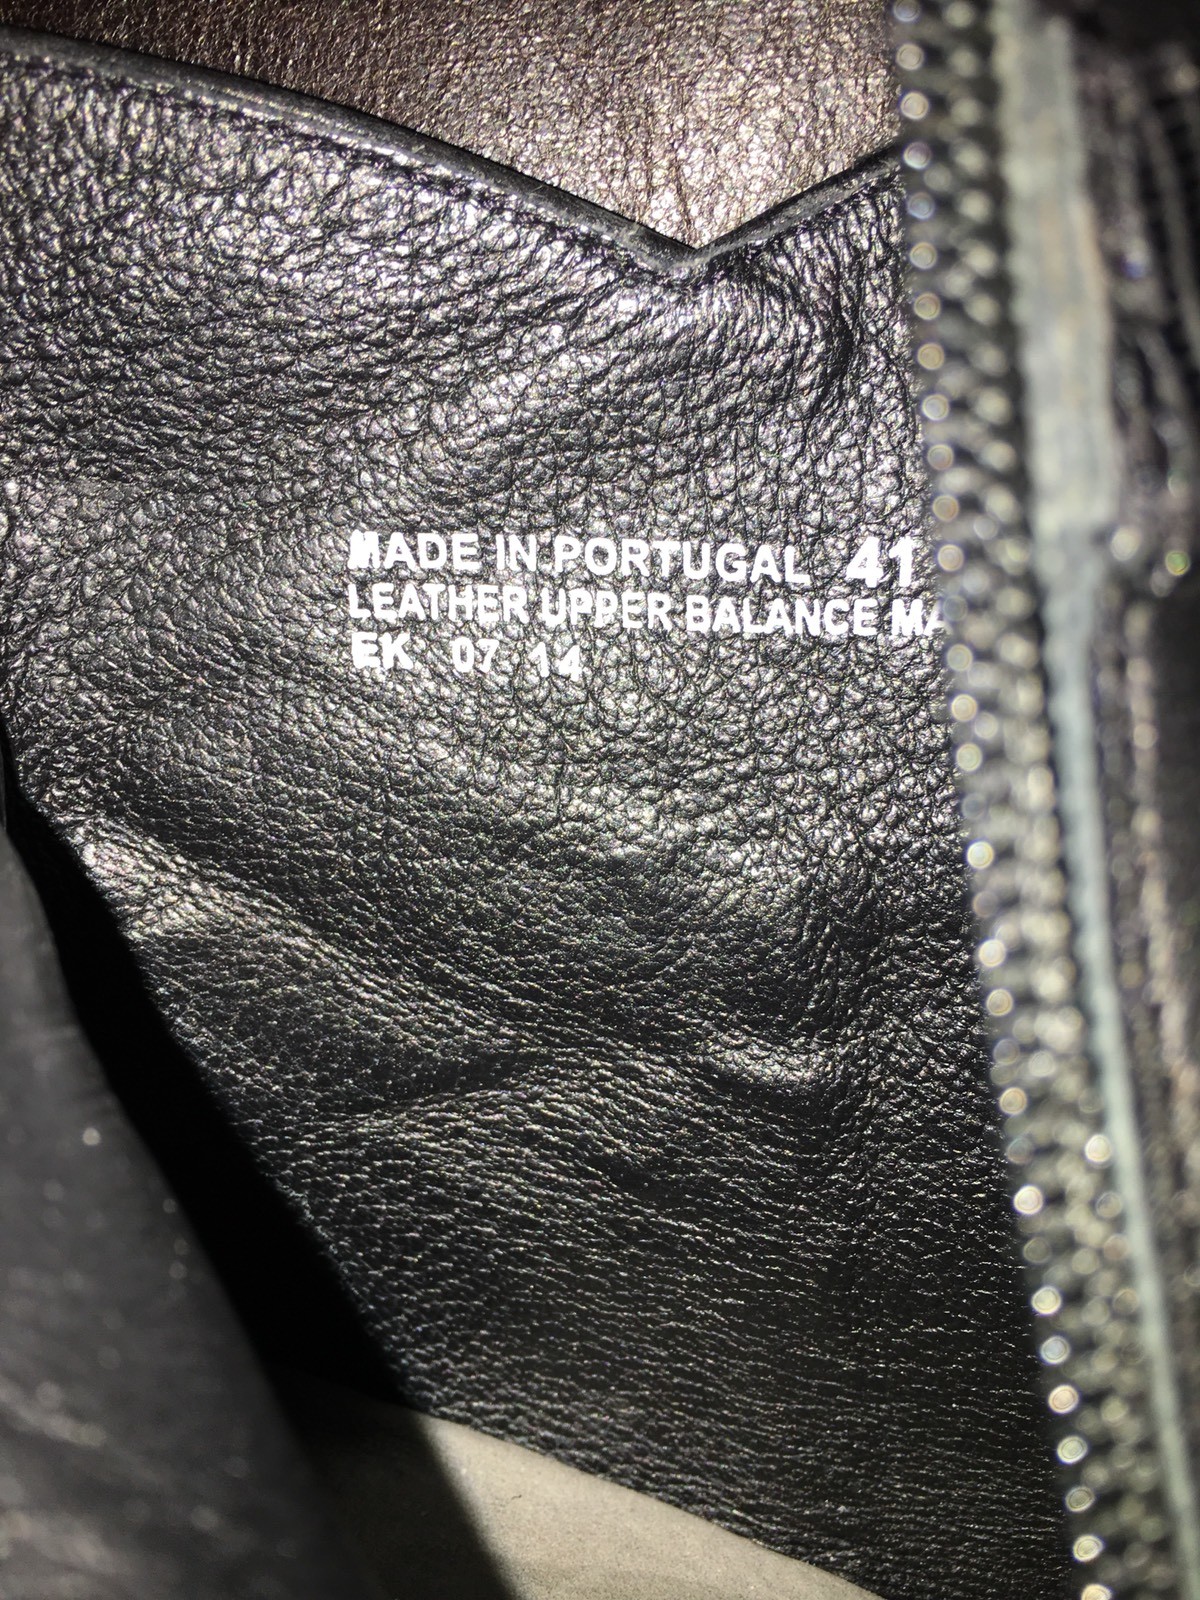 MADE IN PORTUGAL 41
LEATHER UPPER BALANCE MA
EK 07 14